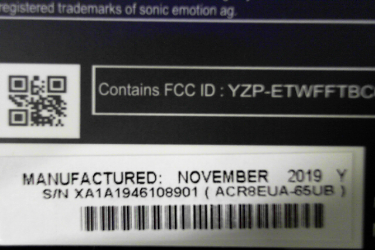 registered trademarks of sonic emotion ag.
Contains FCC ID : YZP-ETWFFTBC
MANUFACTURED: NOVEMBER 2019 Y
S/N XA1A1946108901 ( ACR8EUA-65UB )